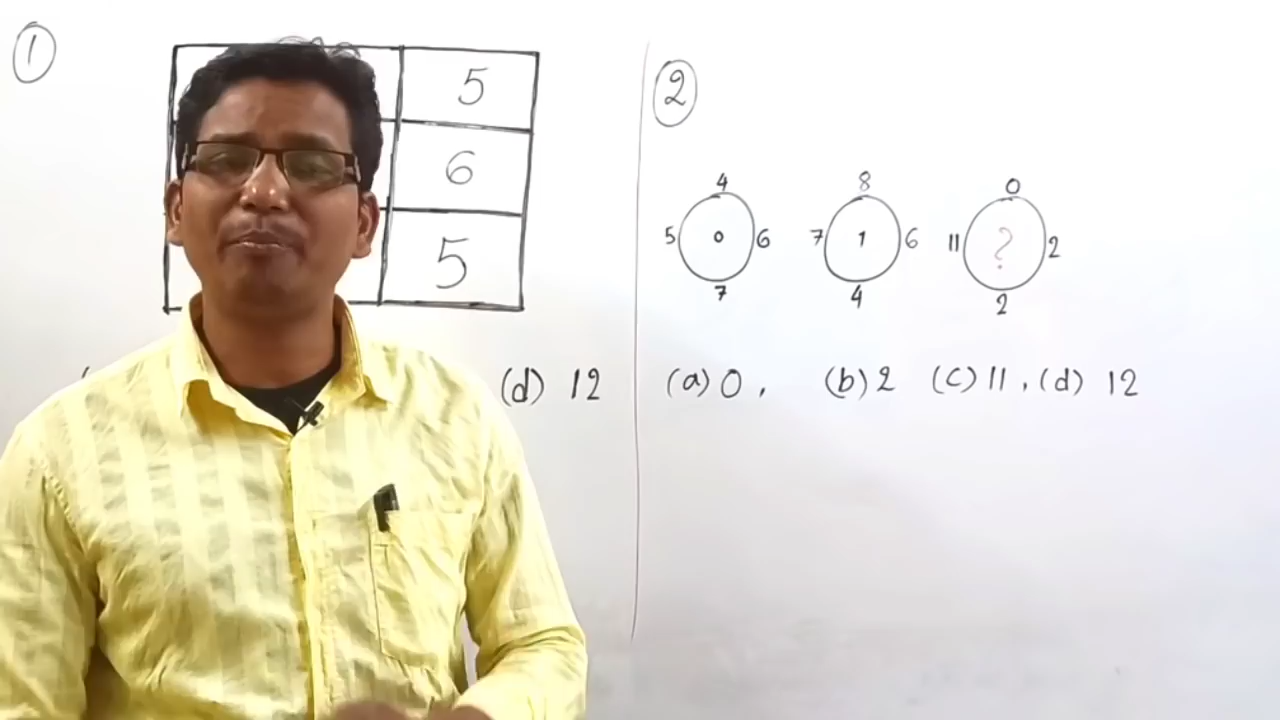 1
5
6
5
(d) 12
2
4 8 0
5 0 6 7 1 6 11 ? 2
7 4 2
(a) 0 , (b) 2 (c) 11 , (d) 12